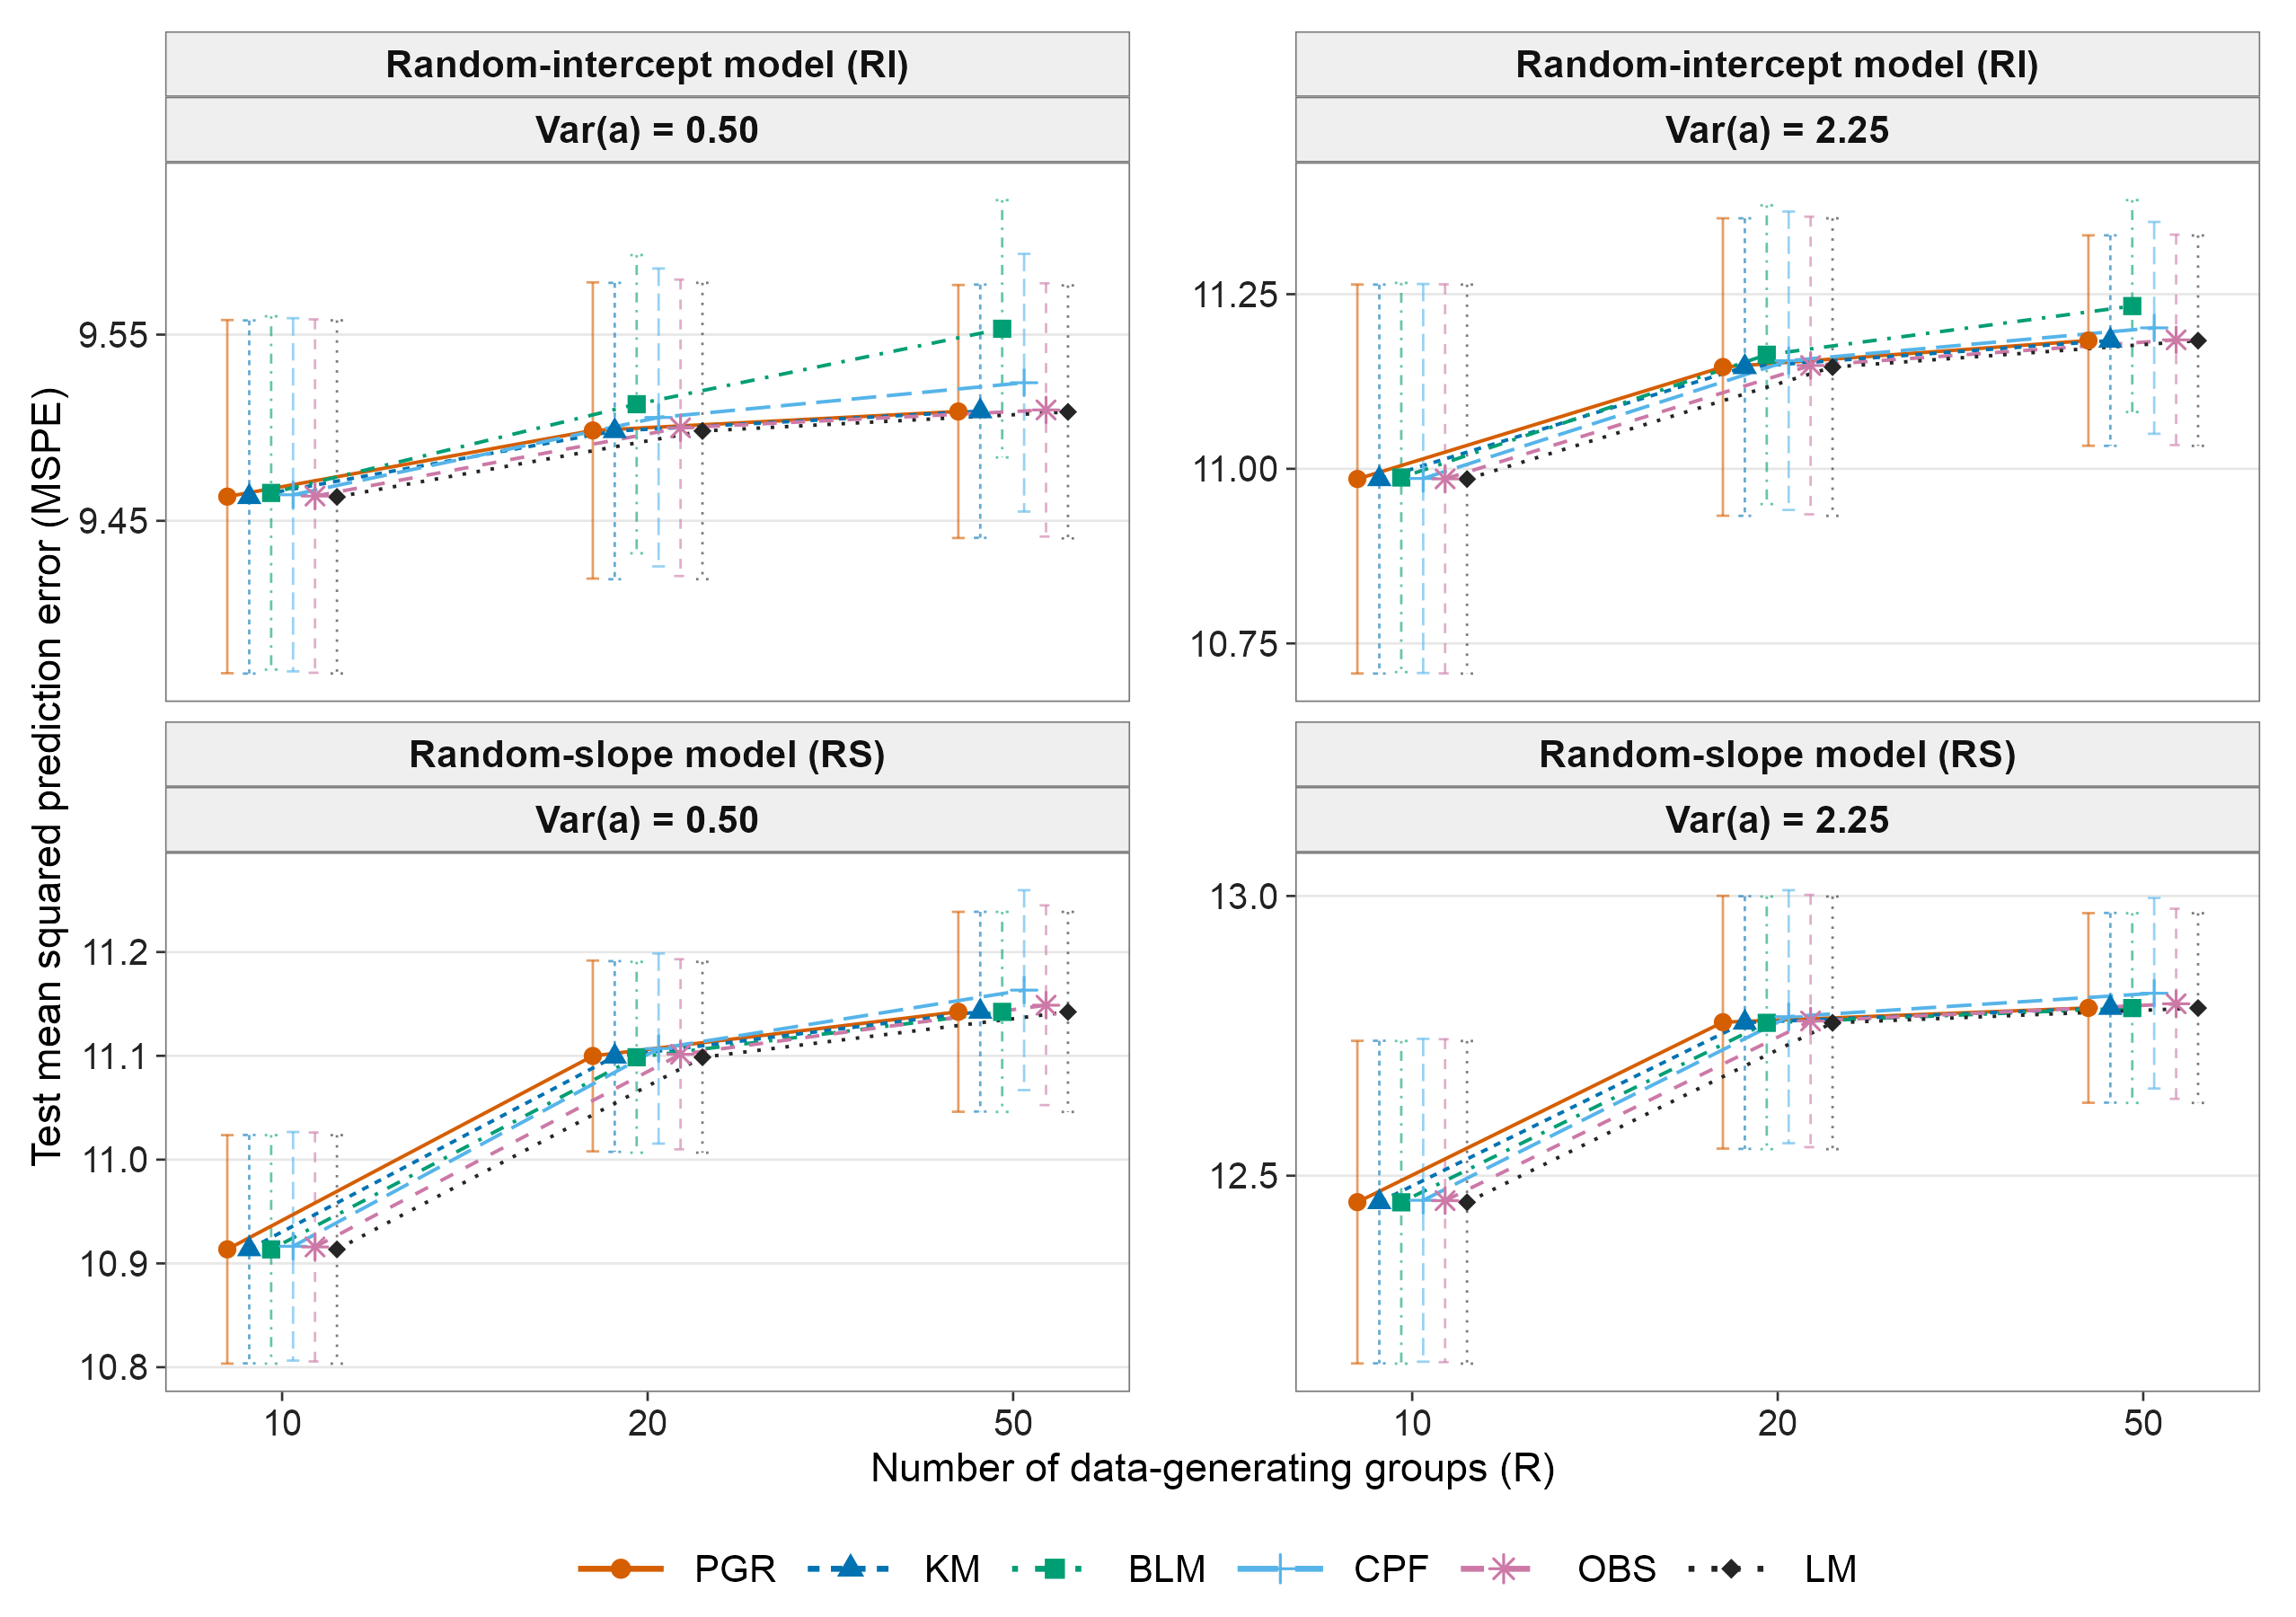 Random-intercept model (RI)
Var(a) = 0.50
Random-intercept model (RI)
Var(a) = 2.25
9.55
9.45
11.25
11.00
10.75
Test mean squared prediction error (MSPE)
Random-slope model (RS)
Var(a) = 0.50
Random-slope model (RS)
Var(a) = 2.25
11.2
11.1
11.0
10.9
10.8
13.0
12.5
10 20 50
10 20 50
Number of data-generating groups (R)
PGR KM BLM CPF OBS LM